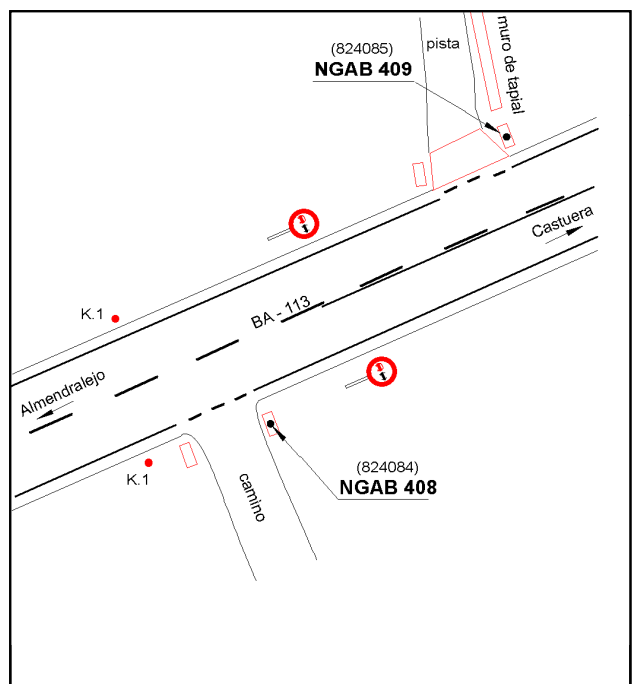 (824085)
NGAB 409
pista
muro de tapial
Castuera
K.1
BA - 113
Almendralejo
K.1
camino
(824084)
NGAB 408